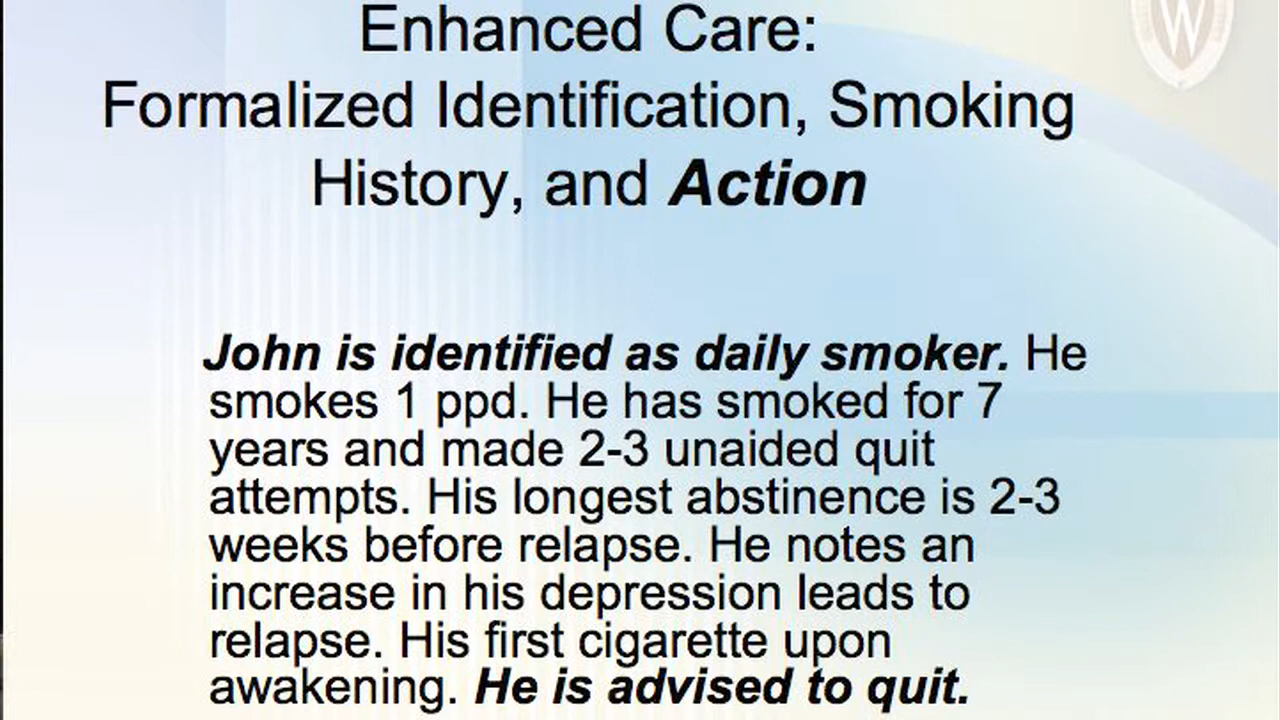 W
Enhanced Care:
Formalized Identification, Smoking
History, and Action
John is identified as daily smoker. He
smokes 1 ppd. He has smoked for 7
years and made 2-3 unaided quit
attempts. His longest abstinence is 2-3
weeks before relapse. He notes an
increase in his depression leads to
relapse. His first cigarette upon
awakening. He is advised to quit.